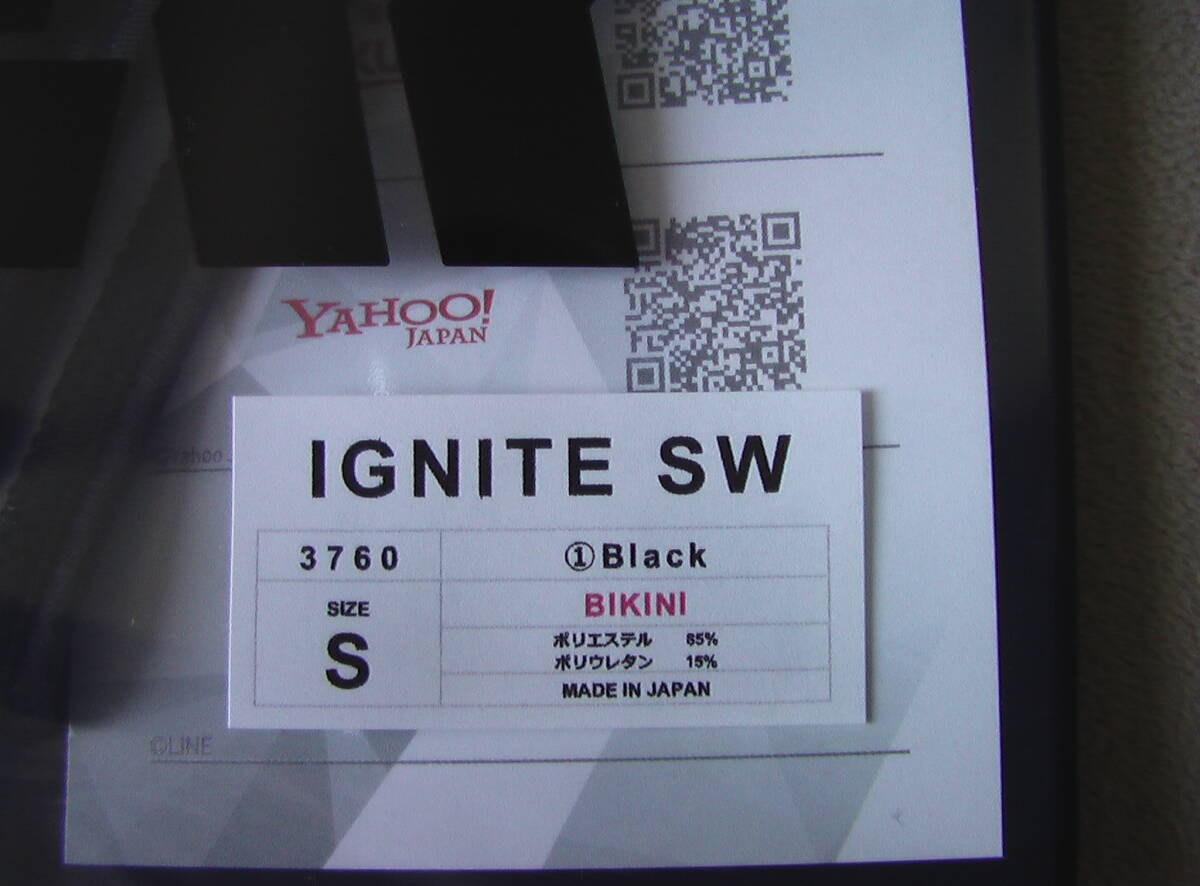 YAHOO!
JAPAN
Yahoo
IGNITE SW
3760
①Black
SIZE
S
BIKINI
ポリエステル 85%
ポリウレタン 15%
MADE IN JAPAN
©LINE